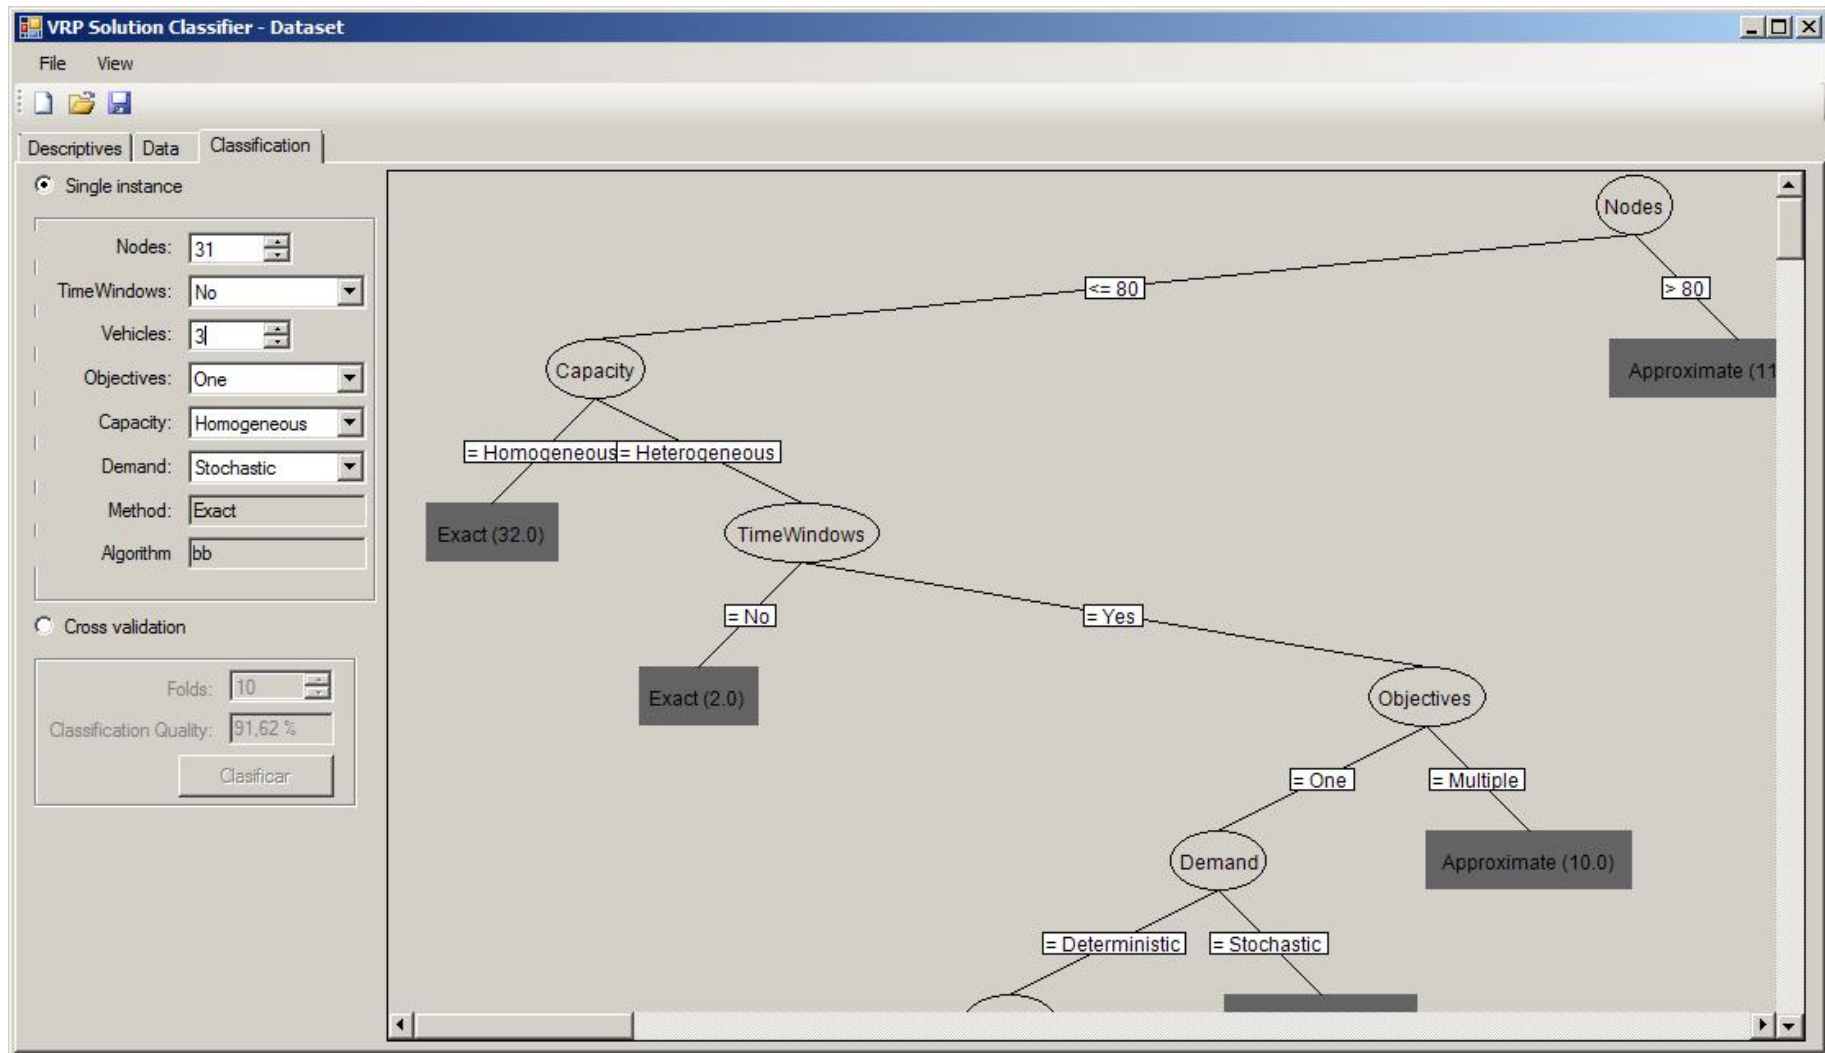 VRP Solution Classifier - Dataset
File View
Descriptives Data Classification
Single instance
Nodes: 31
TimeWindows: No
Vehicles: 3
Objectives: One
Capacity: Homogeneous
Demand: Stochastic
Method: Exact
Algorithm bb
Cross validation
Folds: 10
Classification Quality: 91,62 %
Clasificar
Nodes
<= 80
> 80
Capacity
Approximate (11
= Homogeneous
= Heterogeneous
Exact (32.0)
TimeWindows
= No
= Yes
Exact (2.0)
Objectives
= One
= Multiple
Demand
Approximate (10.0)
= Deterministic
= Stochastic